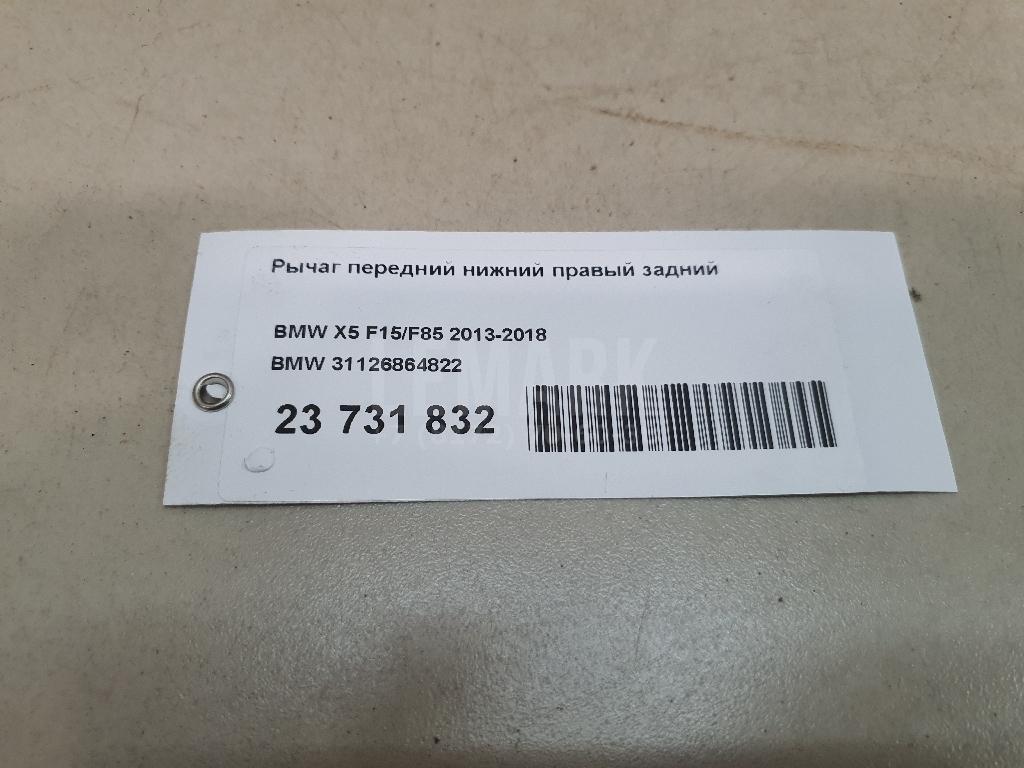 Рычаг передний нижний правый задний
BMW X5 F15/F85 2013-2018
BMW 31126864822
23 731 832